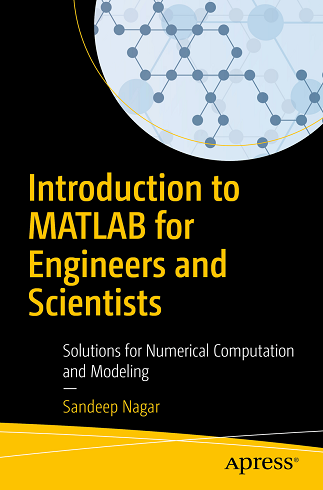 Introduction to
MATLAB for
Engineers and
Scientists
Solutions for Numerical Computation
and Modeling
—
Sandeep Nagar
Apress®